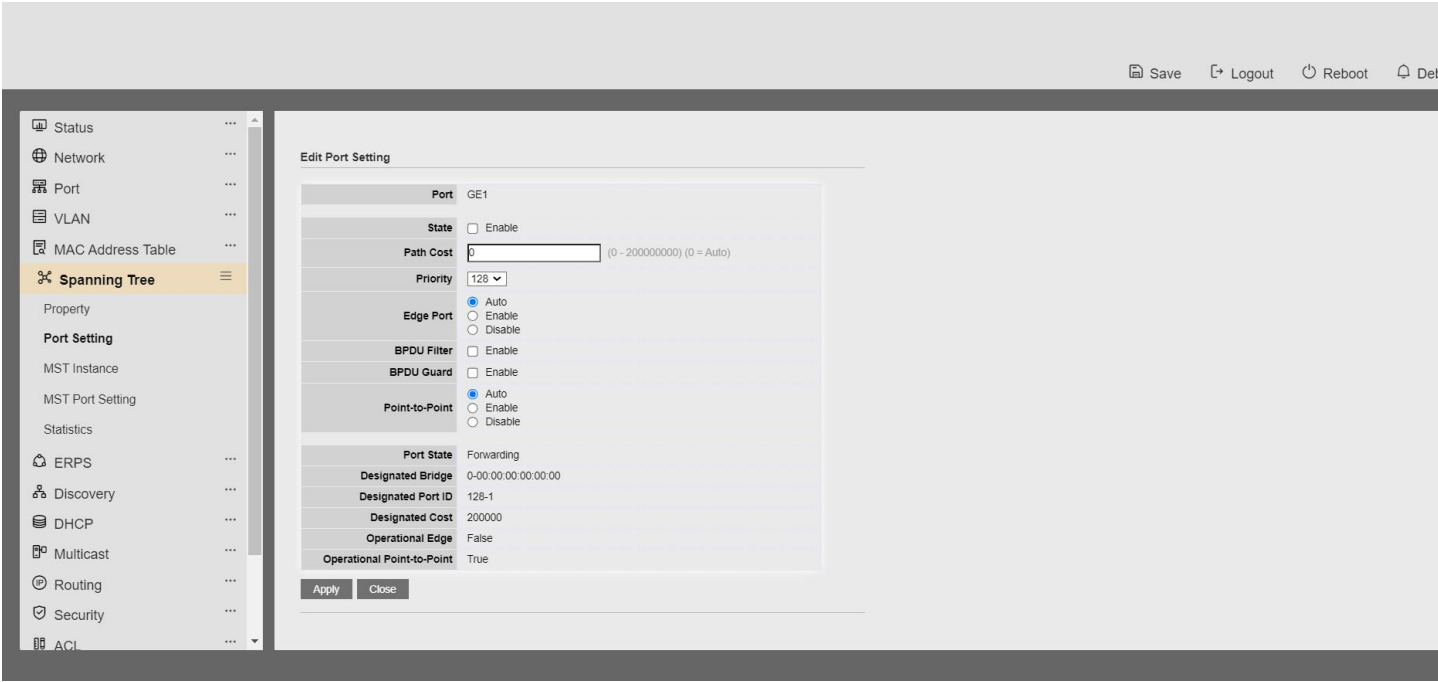 Save Logout Reboot Deb
Status
Network
Port
VLAN
MAC Address Table
Spanning Tree
Property
Port Setting
MST Instance
MST Port Setting
Statistics
ERPS
Discovery
DHCP
Multicast
Routing
Security
ACL
Edit Port Setting
Port GE1
State Enable
Path Cost 0 (0 - 200000000) (0 = Auto)
Priority 128
Edge Port Auto
Enable
Disable
BPDU Filter Enable
BPDU Guard Enable
Point-to-Point Auto
Enable
Disable
Port State Forwarding
Designated Bridge 0-00:00:00:00:00:00
Designated Port ID 128-1
Designated Cost 200000
Operational Edge False
Operational Point-to-Point True
Apply Close